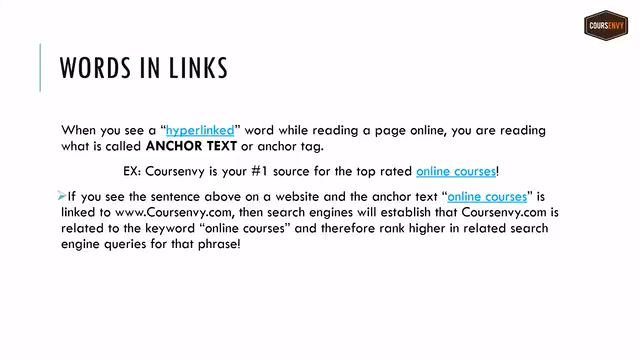 COURSENVY
WORDS IN LINKS
When you see a “hyperlinked” word while reading a page online, you are reading
what is called ANCHOR TEXT or anchor tag.
EX: Coursenvy is your #1 source for the top rated online courses!
If you see the sentence above on a website and the anchor text “online courses” is
linked to www.Coursenvy.com, then search engines will establish that Coursenvy.com is
related to the keyword “online courses” and therefore rank higher in related search
engine queries for that phrase!